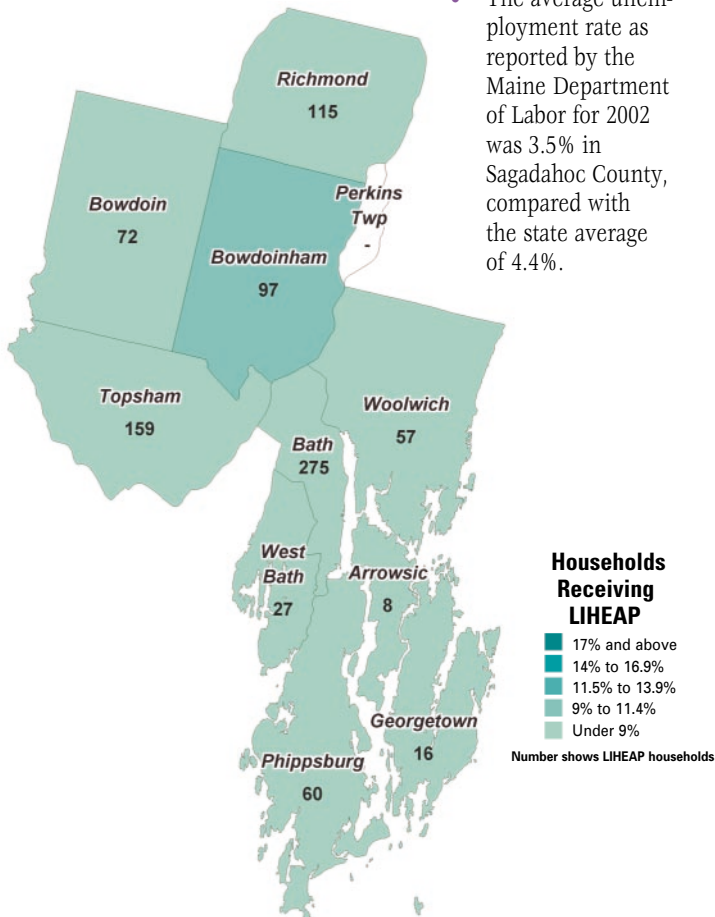 The average unem-
ployment rate as
reported by the
Maine Department
of Labor for 2002
was 3.5% in
Sagadahoc County,
compared with
the state average
of 4.4%.
Richmond
115
Perkins
Twp
-
Bowdoin
72
Bowdoinham
97
Topsham
159
Woolwich
57
Bath
275
West
Bath
27
Arrowsic
8
Georgetown
16
Phippsburg
60
Households
Receiving
LIHEAP
17% and above
14% to 16.9%
11.5% to 13.9%
9% to 11.4%
Under 9%
Number shows LIHEAP households